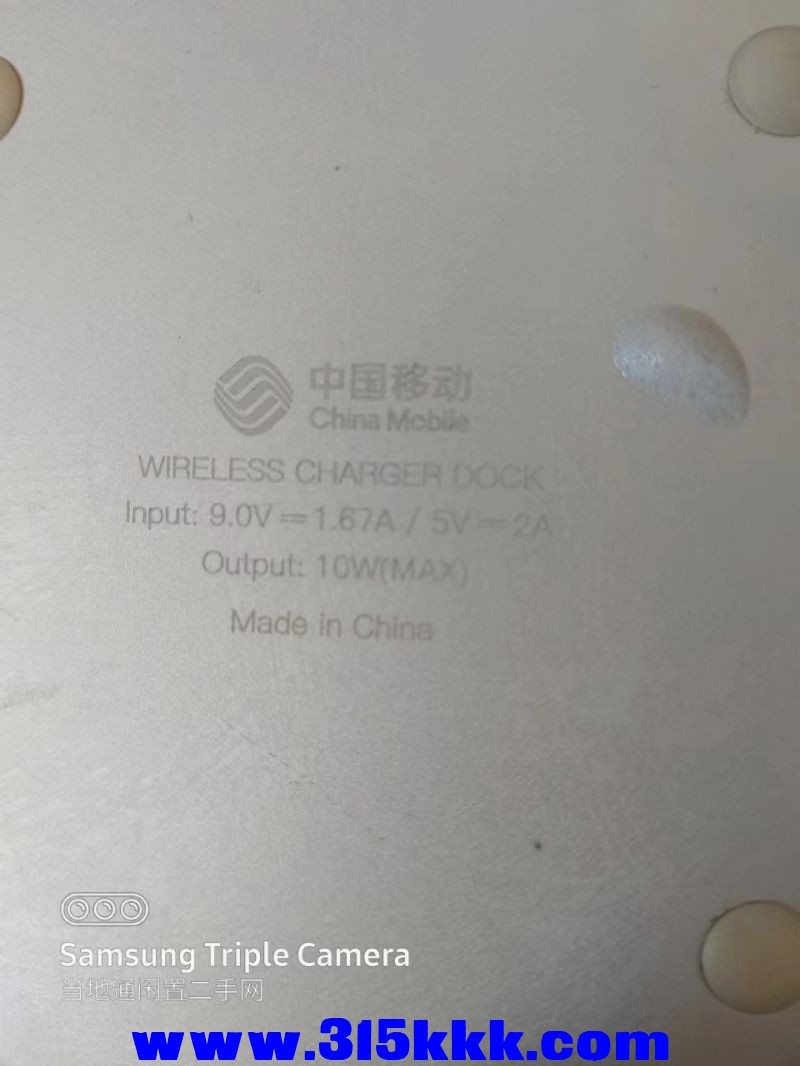 中国移动
China Mobile
WIRELESS CHARGER DOCK
Input: 9.0V⎓1.67A / 5V⎓2A
Output: 10W(MAX)
Made in China
Samsung Triple Camera
当地通闲置二手网
www.315kkk.com